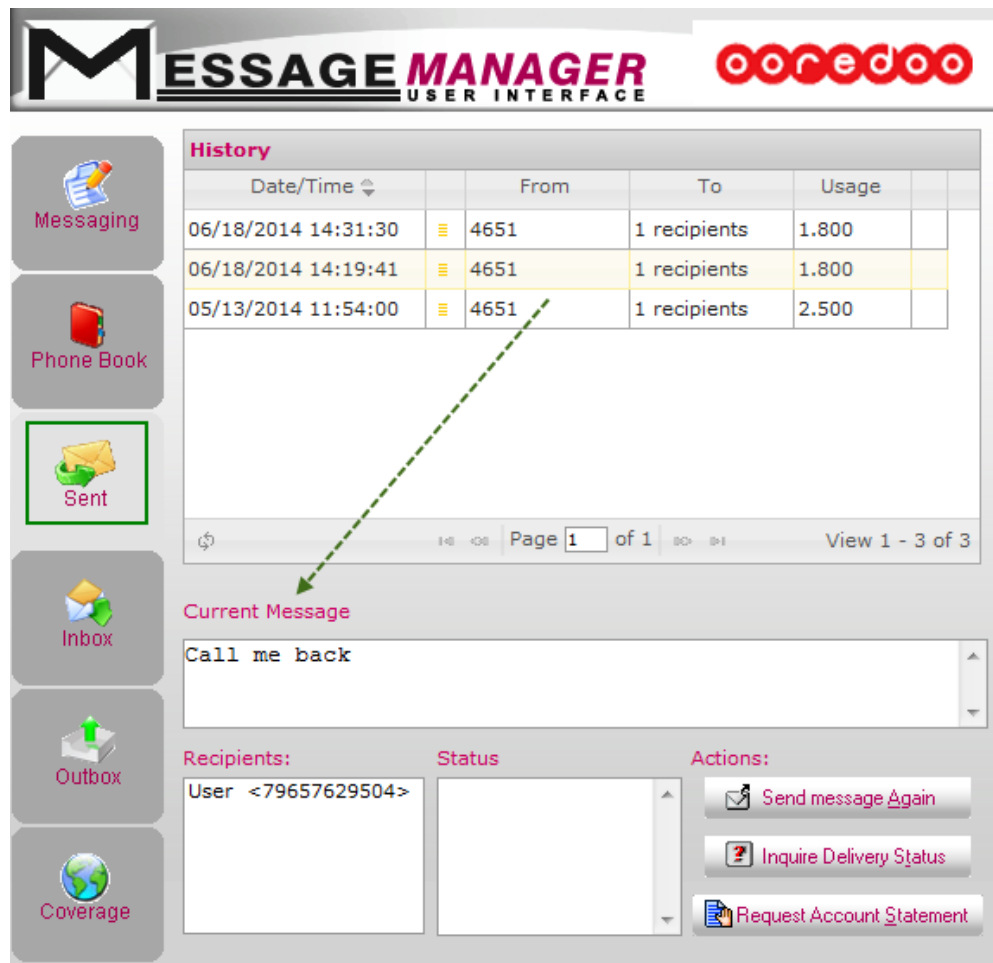 MESSAGE MANAGER
USER INTERFACE
ooredoo
Messaging
Phone Book
Sent
Inbox
Outbox
Coverage
History
Date/Time From To Usage
06/18/2014 14:31:30 4651 1 recipients 1.800
06/18/2014 14:19:41 4651 1 recipients 1.800
05/13/2014 11:54:00 4651 1 recipients 2.500
Page 1 of 1 View 1 - 3 of 3
Current Message
Call me back
Recipients: Status Actions:
User <79657629504>
Send message Again
Inquire Delivery Status
Request Account Statement